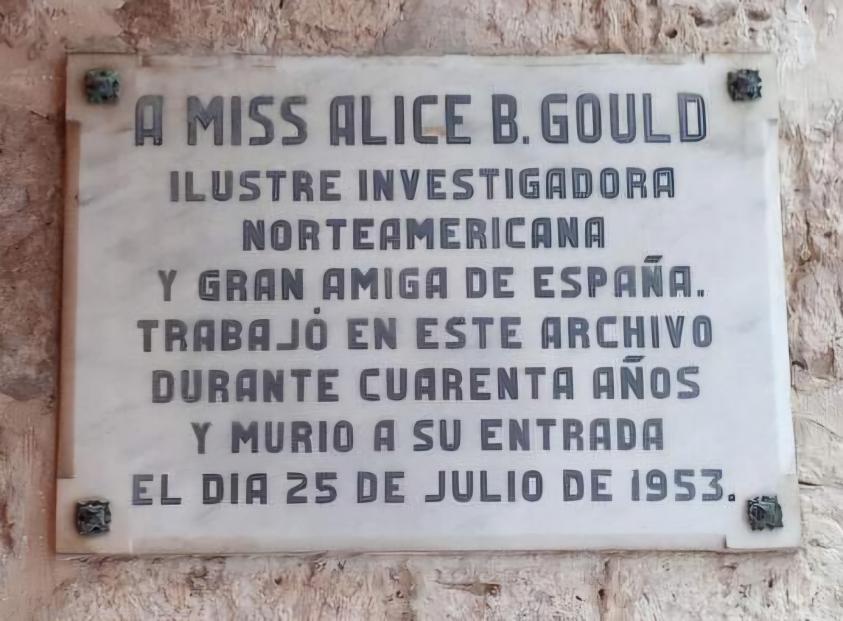 A MISS ALICE B. GOULD
ILUSTRE INVESTIGADORA
NORTEAMERICANA
Y GRAN AMIGA DE ESPAÑA.
TRABAJÓ EN ESTE ARCHIVO
DURANTE CUARENTA AÑOS
Y MURIO A SU ENTRADA
EL DIA 25 DE JULIO DE 1953.